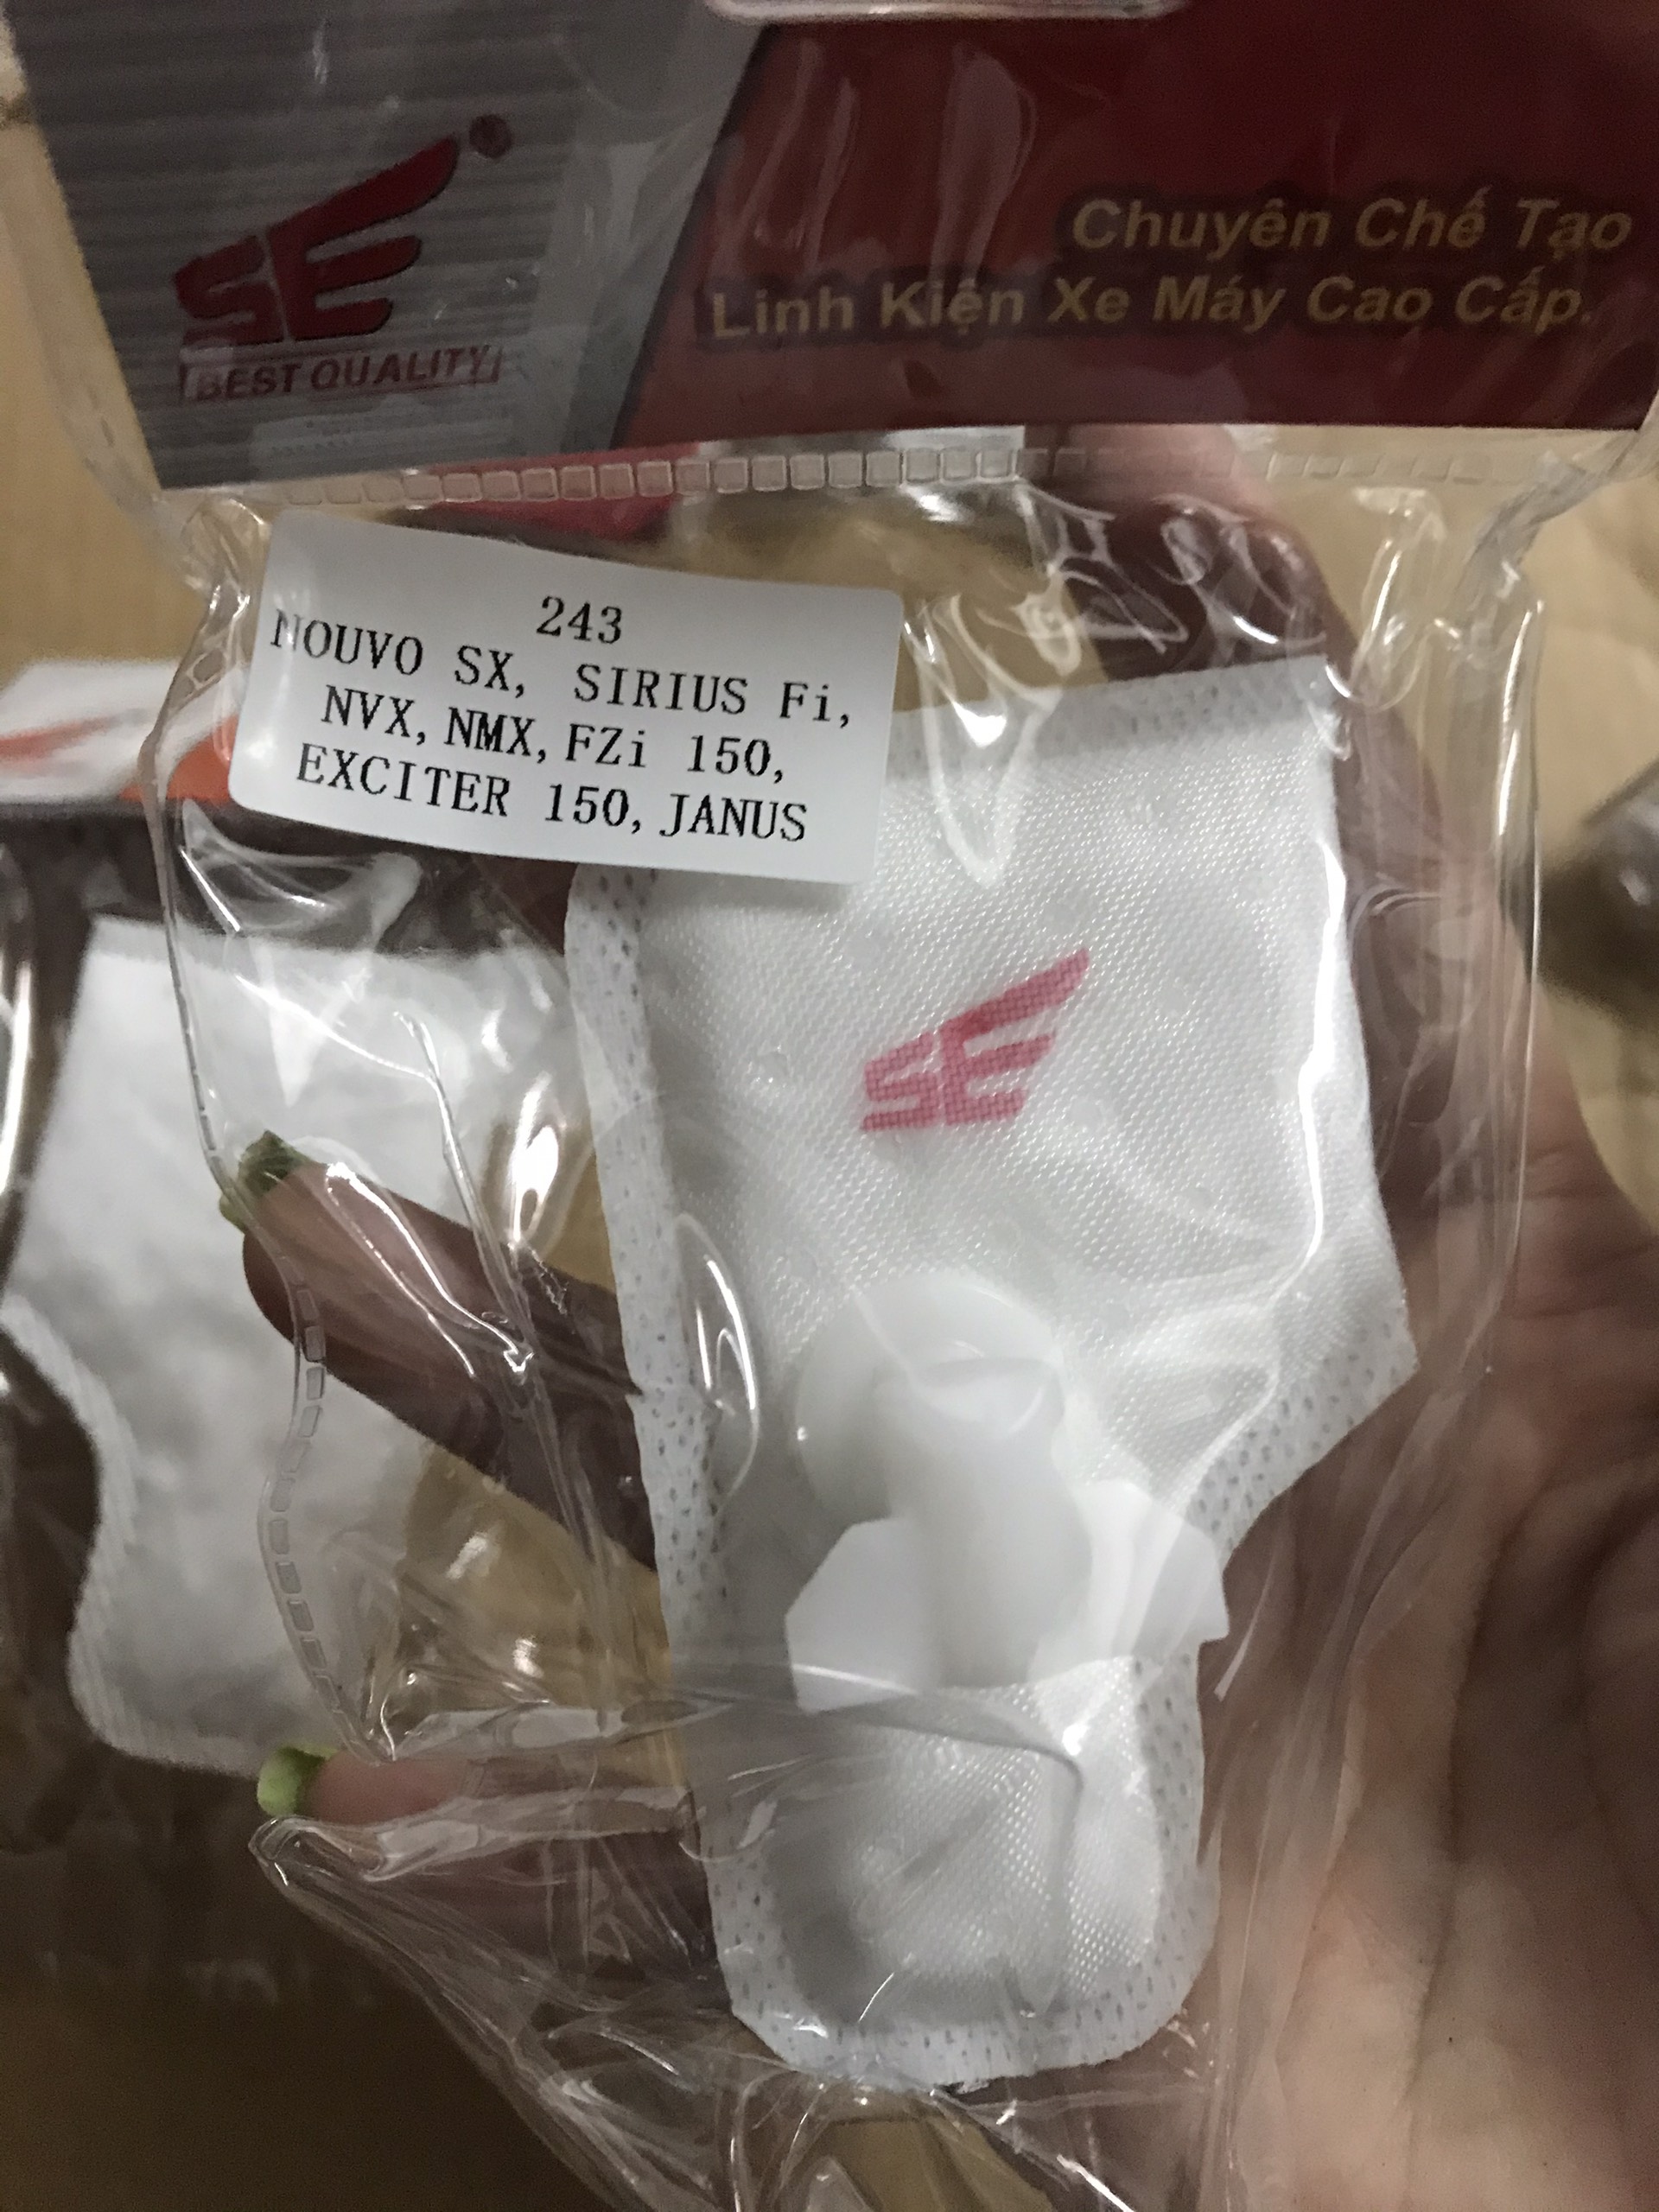 SE®
BEST QUALITY
Chuyên Chế Tạo
Linh Kiện Xe Máy Cao Cấp.
243
NOUVO SX, SIRIUS Fi,
NVX, NMX, FZi 150,
EXCITER 150, JANUS
SE